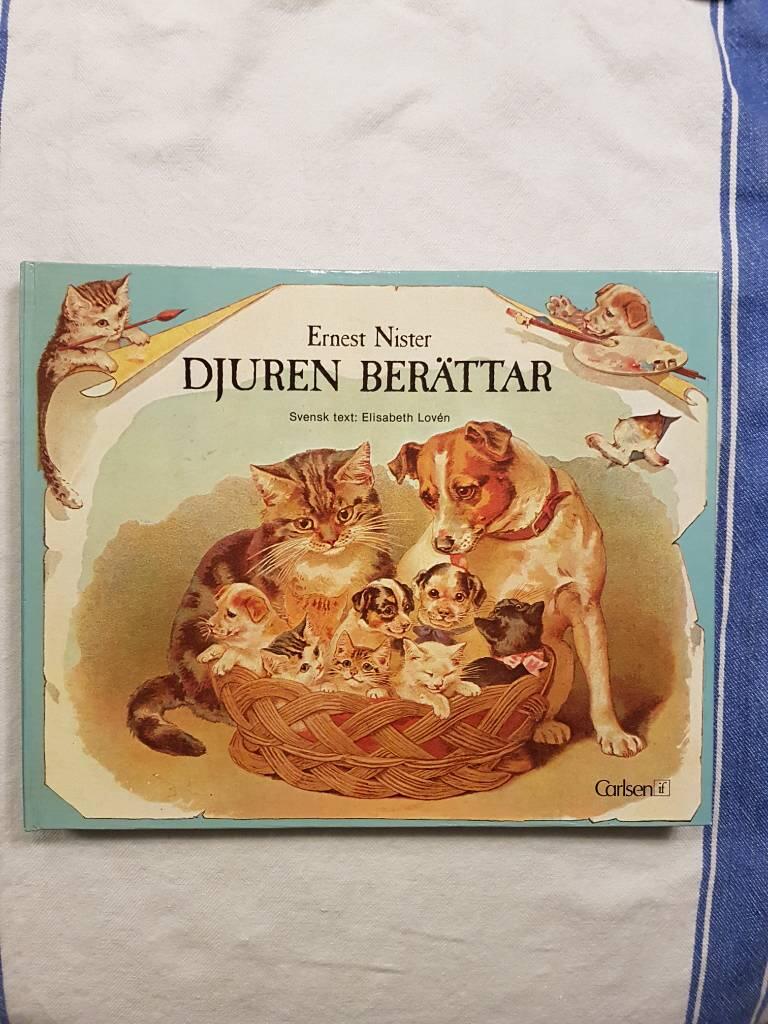 Ernest Nister
DJUREN BERÄTTAR
Svensk text: Elisabeth Lovén
Carlsen if